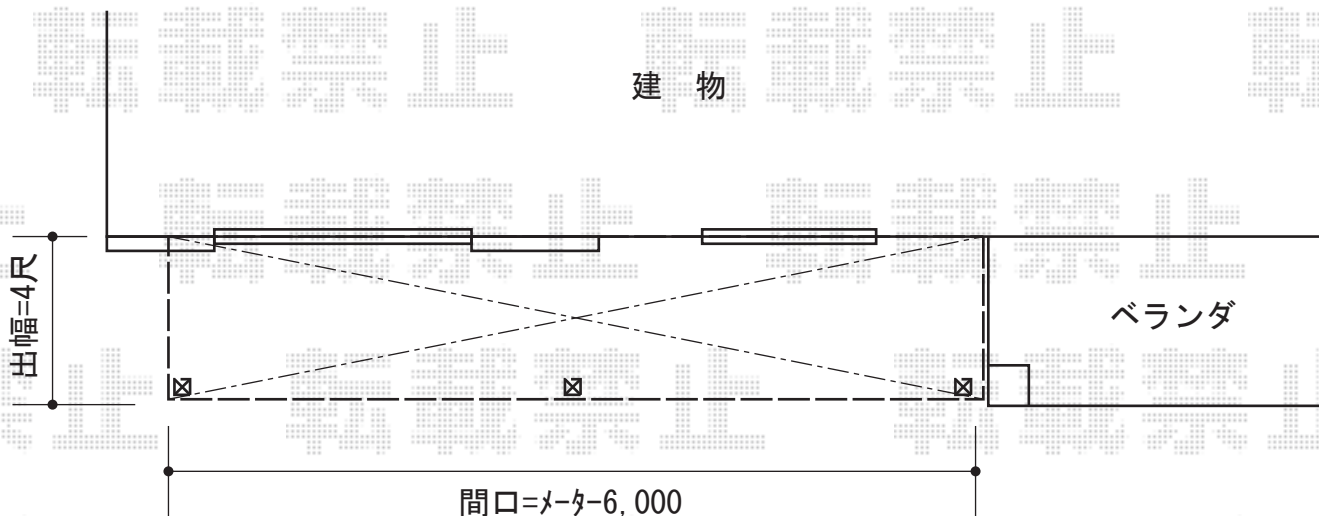 転載禁止 転載禁止 転
建 物
転載禁止 転載禁止
出幅=4尺
ベランダ
止 転載禁止 転載禁止
間口=メーター6,000